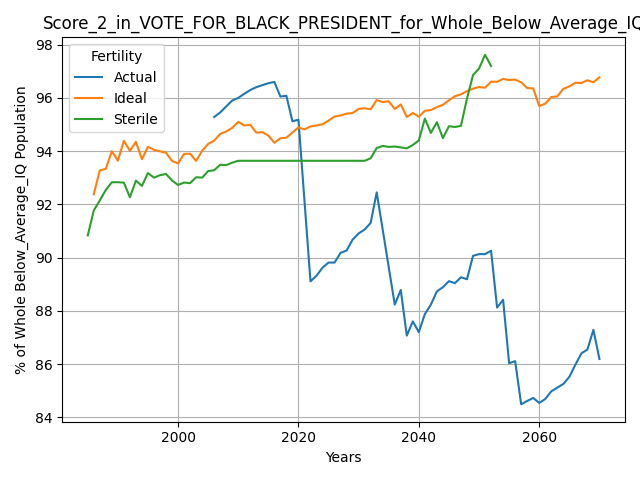 Score_2_in_VOTE_FOR_BLACK_PRESIDENT_for_Whole_Below_Average_IQ
Fertility
Actual
Ideal
Sterile
% of Whole Below_Average_IQ Population
98
96
94
92
90
88
86
84
2000
2020
2040
2060
Years